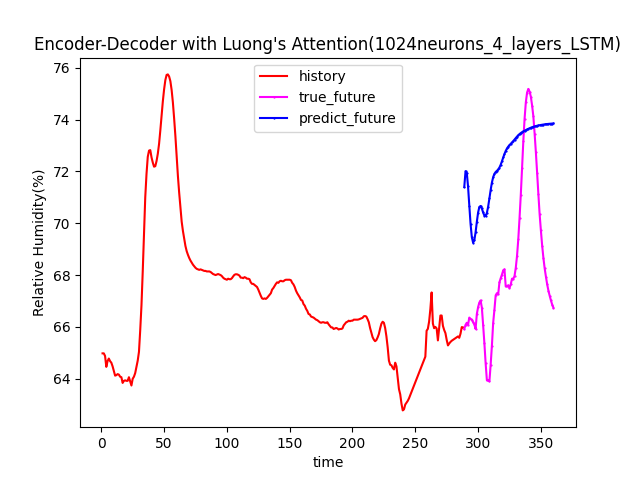 Encoder-Decoder with Luong's Attention(1024neurons_4_layers_LSTM)
history
true_future
predict_future
Relative Humidity(%)
76
74
72
70
68
66
64
0 50 100 150 200 250 300 350
time